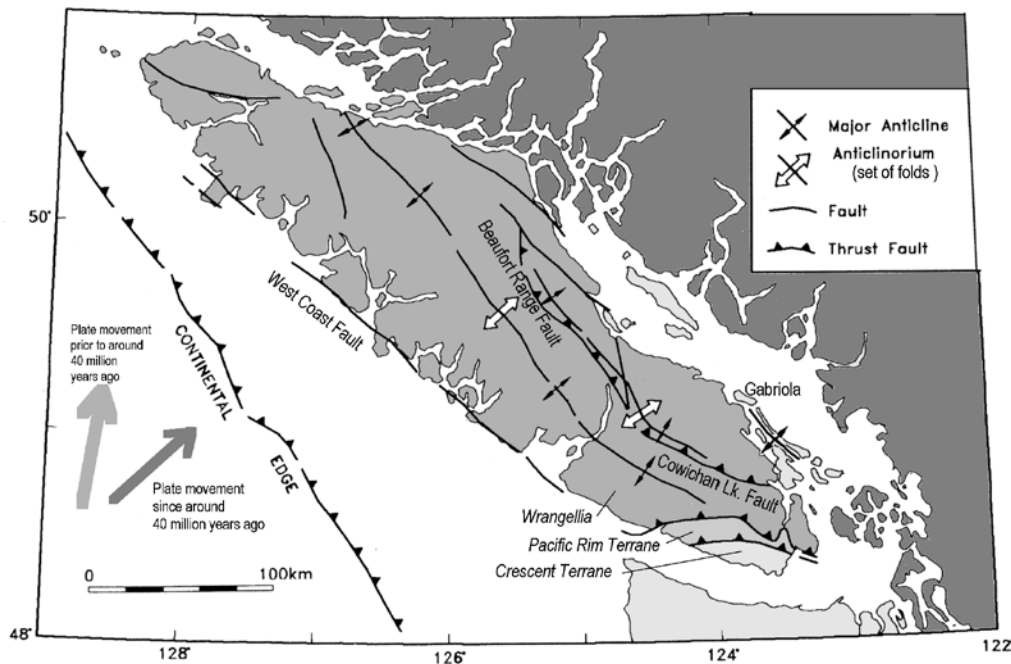 Major Anticline
Anticlinorium
(set of folds )
Fault
Thrust Fault
50°
Beaufort Range Fault
West Coast Fault
Plate movement
prior to around
40 million
years ago
CONTINENTAL
EDGE
Gabriola
Plate movement
since around
40 million years ago
Cowichan Lk. Fault
Wrangellia
Pacific Rim Terrane
Crescent Terrane
0
100km
48°
128°
126°
124°
122°